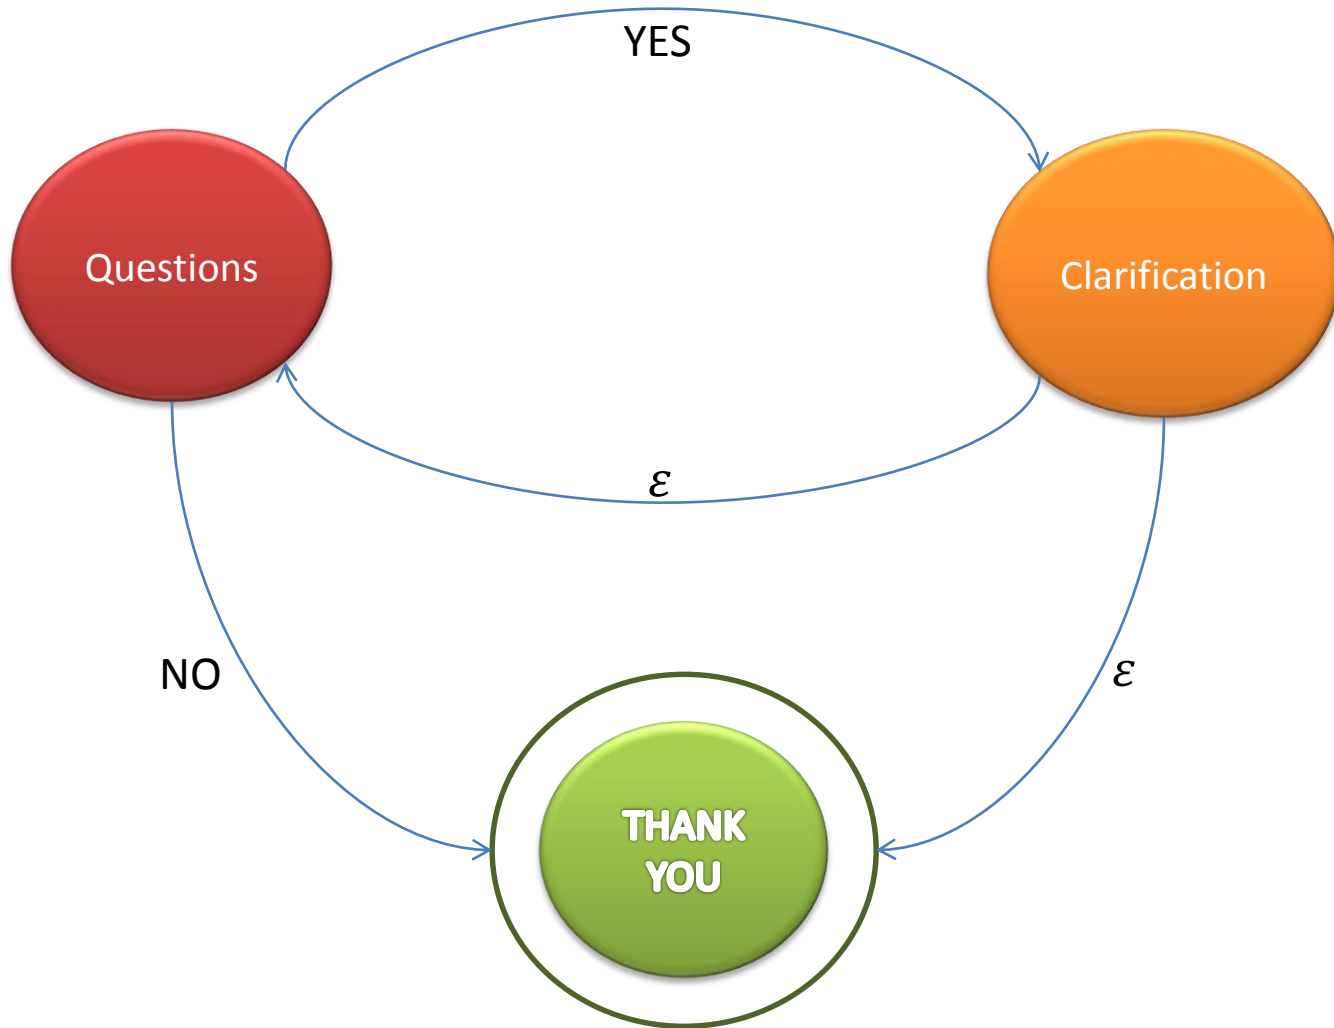 YES
Questions
Clarification
ε
NO
ε
THANK
YOU